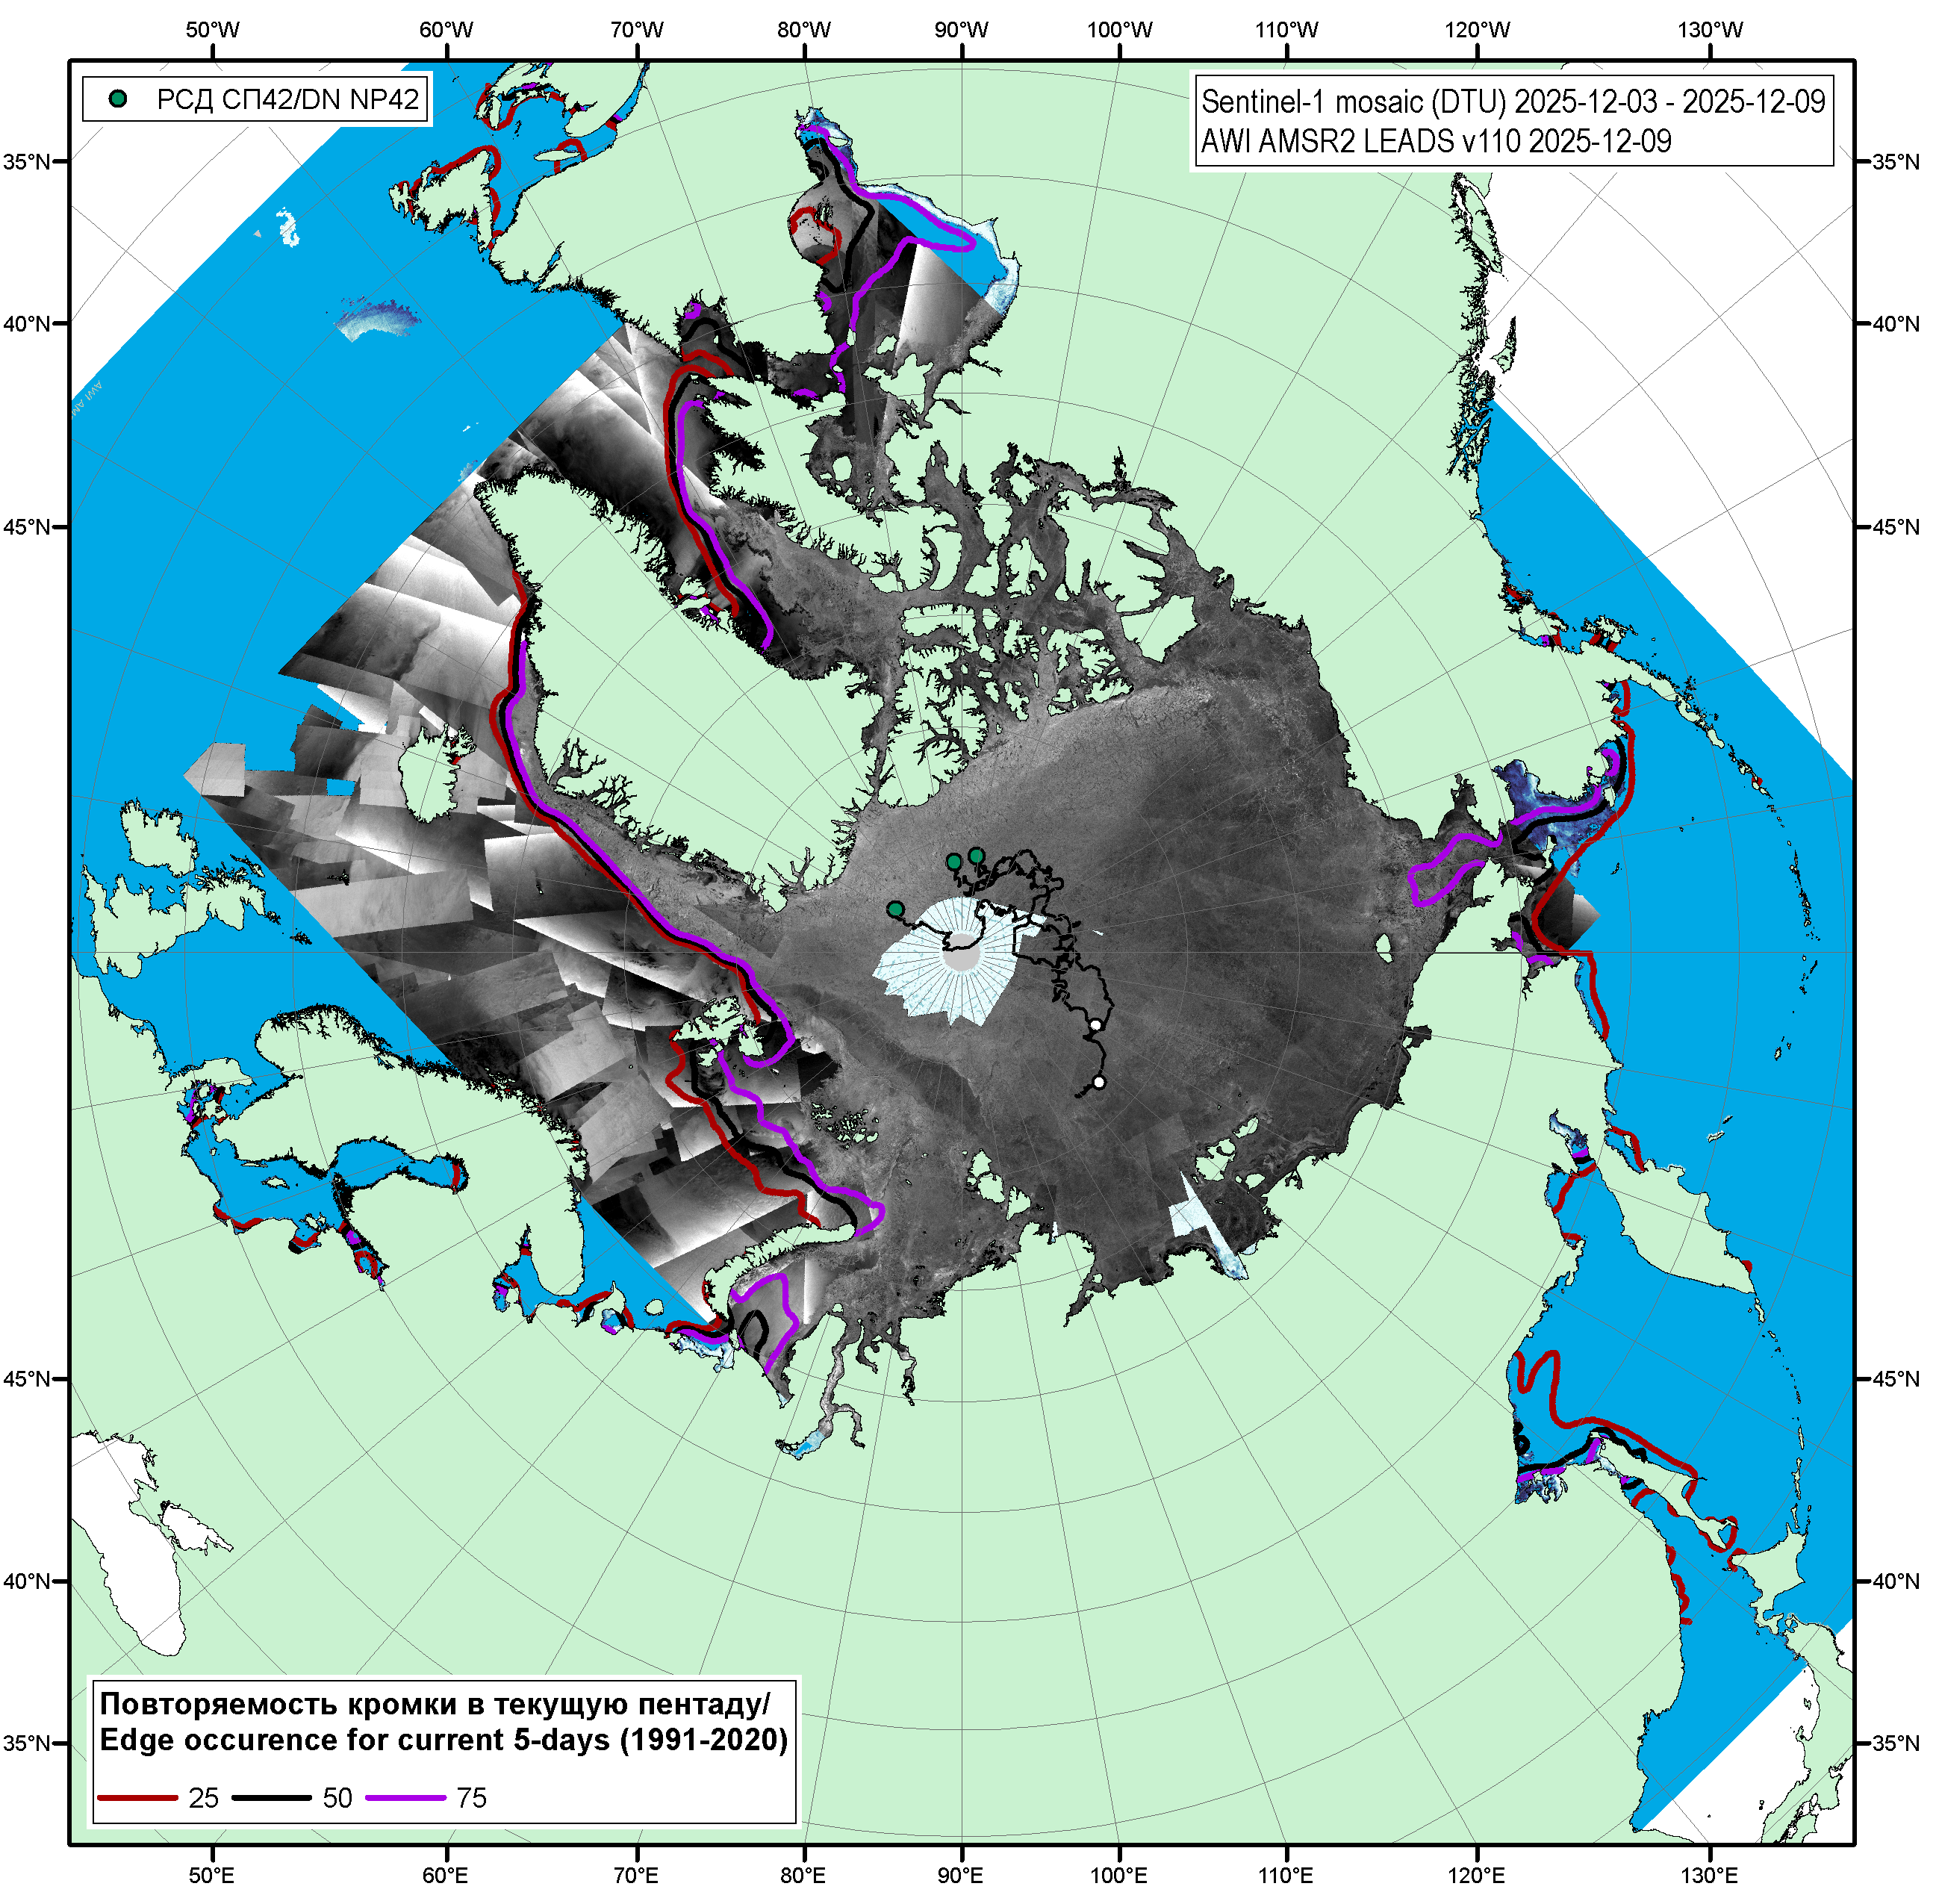 50°W 60°W 70°W 80°W 90°W 100°W 110°W 120°W 130°W
РСД СП42/DN NP42
Sentinel-1 mosaic (DTU) 2025-12-03 - 2025-12-09
AWI AMSR2 LEADS v110 2025-12-09
35°N 35°N
40°N 40°N
45°N 45°N
45°N 45°N
40°N 40°N
35°N 35°N
Повторяемость кромки в текущую пентаду/
Edge occurence for current 5-days (1991-2020)
25 50 75
50°E 60°E 70°E 80°E 90°E 100°E 110°E 120°E 130°E